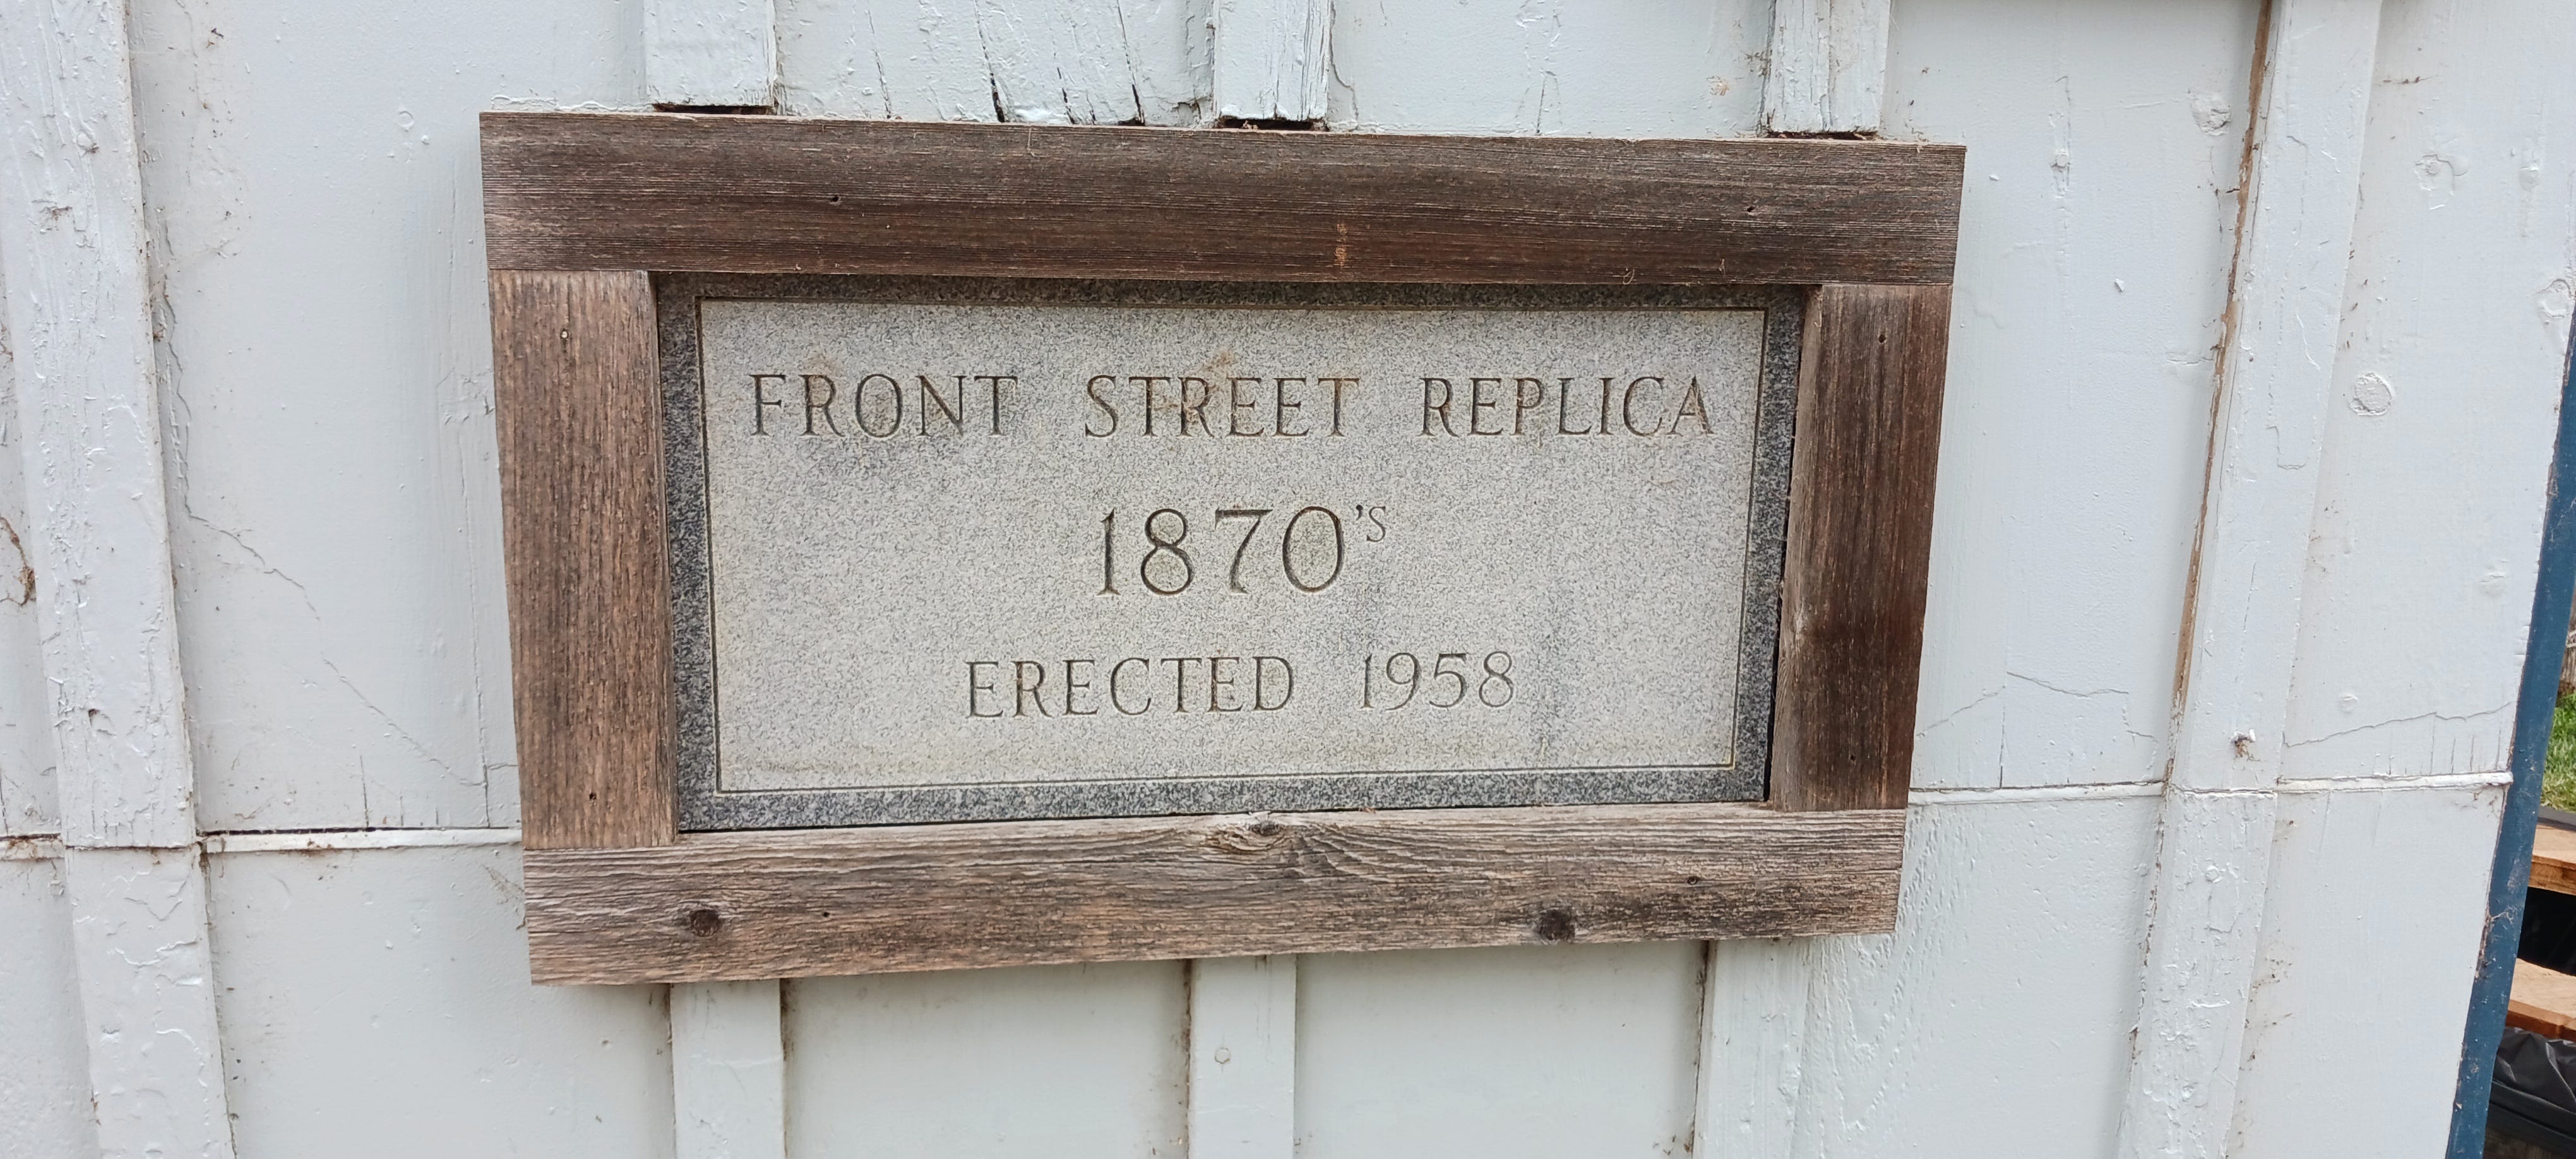 FRONT STREET REPLICA
1870'S
ERECTED 1958